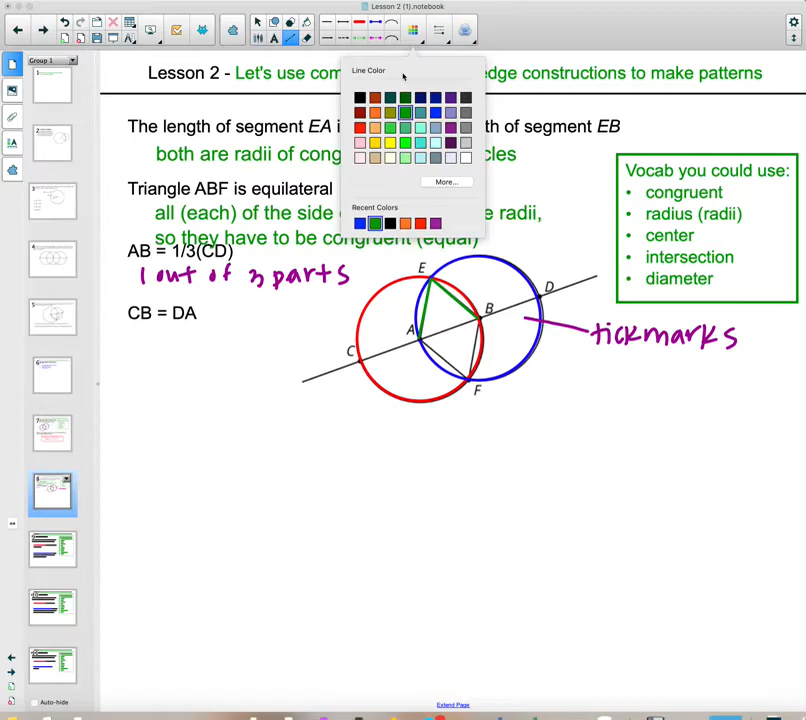 Lesson 2 (1).notebook
Group 1
Lesson 2 - Let's use com edge constructions to make patterns
Line Color
More...
Recent Colors
The length of segment EA i th of segment EB
both are radii of cong cles
Triangle ABF is equilateral
all (each) of the side e radii,
so they have to be congruent (equal)
AB = 1/3(CD)
1 out of 3 parts
CB = DA
Vocab you could use:
• congruent
• radius (radii)
• center
• intersection
• diameter
E
D
B
A
C
F
tickmarks
Auto-hide
Extend Page